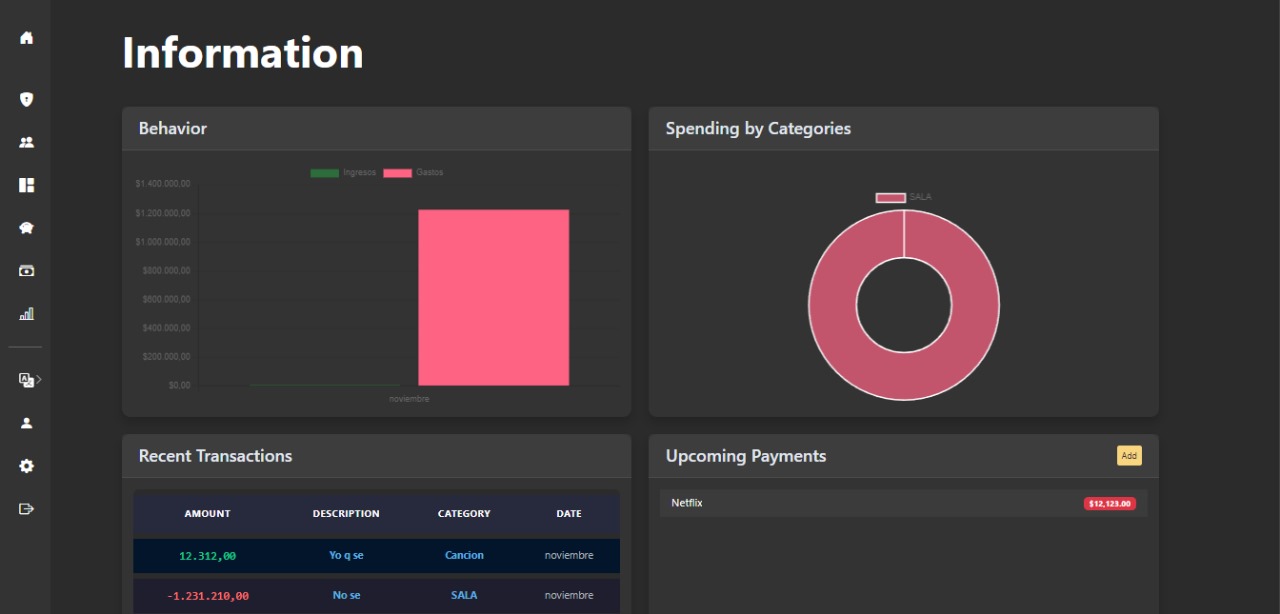 Information
Behavior
Ingresos Gastos
$1.400.000,00
$1.200.000,00
$1.000.000,00
$800.000,00
$600.000,00
$400.000,00
$200.000,00
$0,00
noviembre
Spending by Categories
SALA
Recent Transactions
AMOUNT DESCRIPTION CATEGORY DATE
12.312,00 Yo q se Cancion noviembre
-1.231.210,00 No se SALA noviembre
Upcoming Payments Add
Netflix $12,123.00